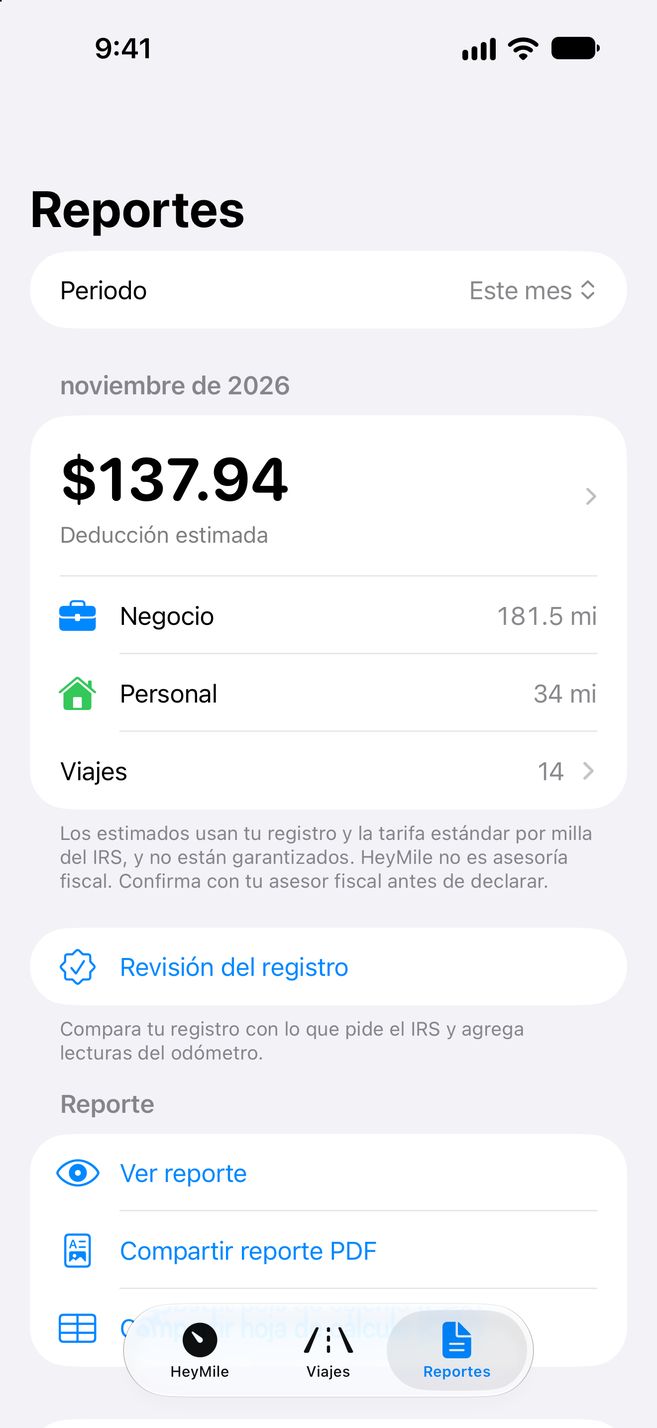 9:41
Reportes
Periodo
Este mes
noviembre de 2026
$137.94
Deducción estimada
Negocio
181.5 mi
Personal
34 mi
Viajes
14
Los estimados usan tu registro y la tarifa estándar por milla
del IRS, y no están garantizados. HeyMile no es asesoría
fiscal. Confirma con tu asesor fiscal antes de declarar.
Revisión del registro
Compara tu registro con lo que pide el IRS y agrega
lecturas del odómetro.
Reporte
Ver reporte
Compartir reporte PDF
HeyMile
Viajes
Reportes